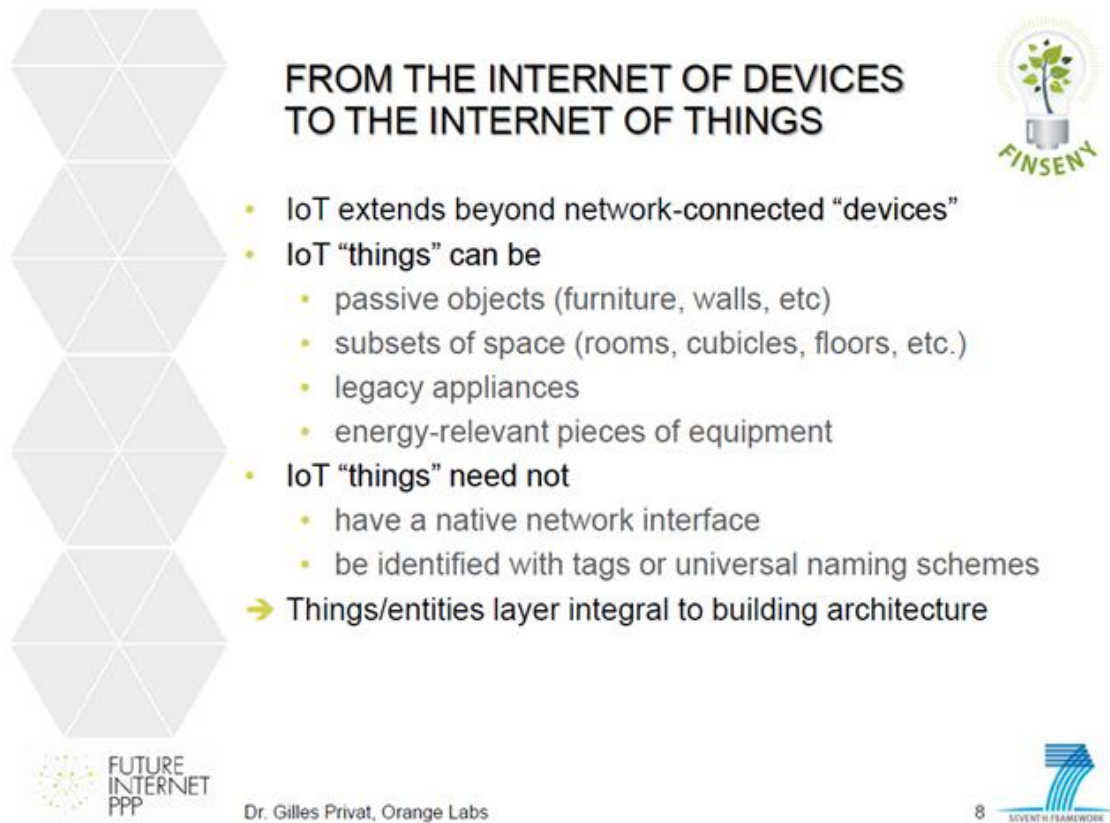 FROM THE INTERNET OF DEVICES
TO THE INTERNET OF THINGS
FINSENY
• IoT extends beyond network-connected “devices”
• IoT “things” can be
• passive objects (furniture, walls, etc)
• subsets of space (rooms, cubicles, floors, etc.)
• legacy appliances
• energy-relevant pieces of equipment
• IoT “things” need not
• have a native network interface
• be identified with tags or universal naming schemes
➔ Things/entities layer integral to building architecture
FUTURE
INTERNET
PPP
Dr. Gilles Privat, Orange Labs
8
SEVENTH FRAMEWORK